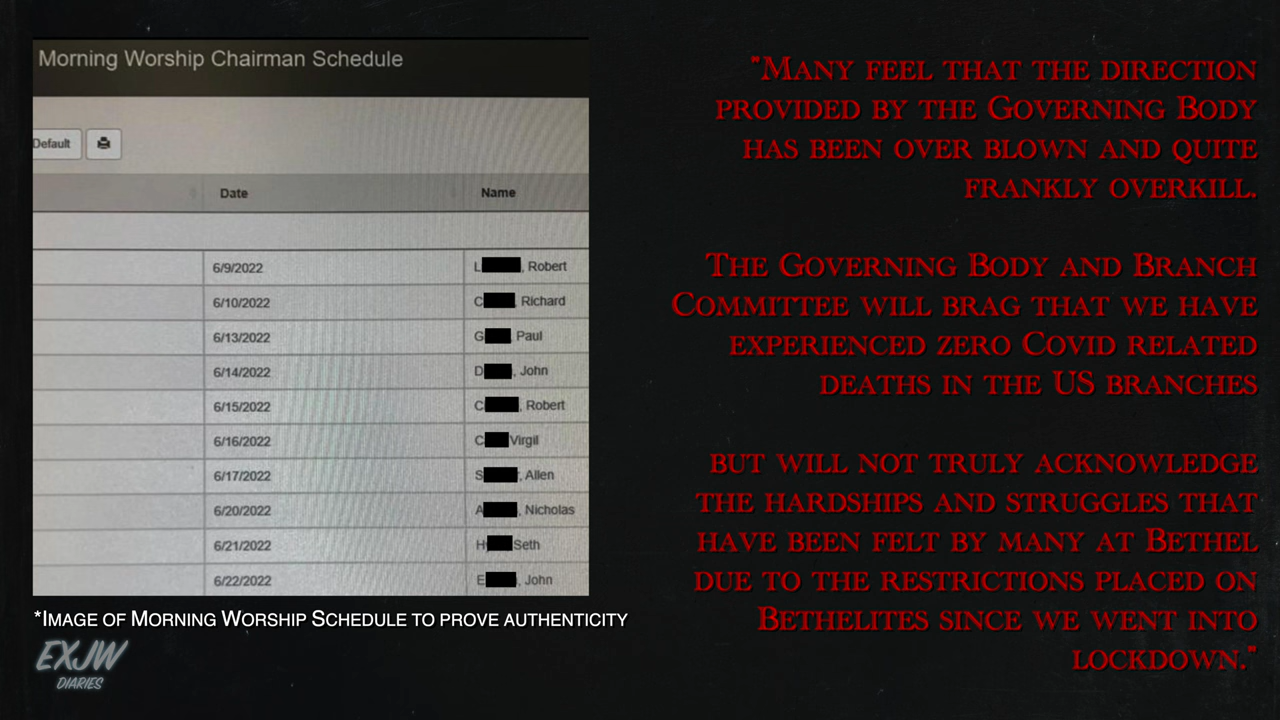 Morning Worship Chairman Schedule
Default
Date Name
6/9/2022 L , Robert
6/10/2022 C , Richard
6/13/2022 G , Paul
6/14/2022 D , John
6/15/2022 C , Robert
6/16/2022 C Virgil
6/17/2022 S , Allen
6/20/2022 A , Nicholas
6/21/2022 H Seth
6/22/2022 E , John
*IMAGE OF MORNING WORSHIP SCHEDULE TO PROVE AUTHENTICITY
EXJW
DIARIES
"MANY FEEL THAT THE DIRECTION
PROVIDED BY THE GOVERNING BODY
HAS BEEN OVER BLOWN AND QUITE
FRANKLY OVERKILL.
THE GOVERNING BODY AND BRANCH
COMMITTEE WILL BRAG THAT WE HAVE
EXPERIENCED ZERO COVID RELATED
DEATHS IN THE US BRANCHES
BUT WILL NOT TRULY ACKNOWLEDGE
THE HARDSHIPS AND STRUGGLES THAT
HAVE BEEN FELT BY MANY AT BETHEL
DUE TO THE RESTRICTIONS PLACED ON
BETHELITES SINCE WE WENT INTO
LOCKDOWN."